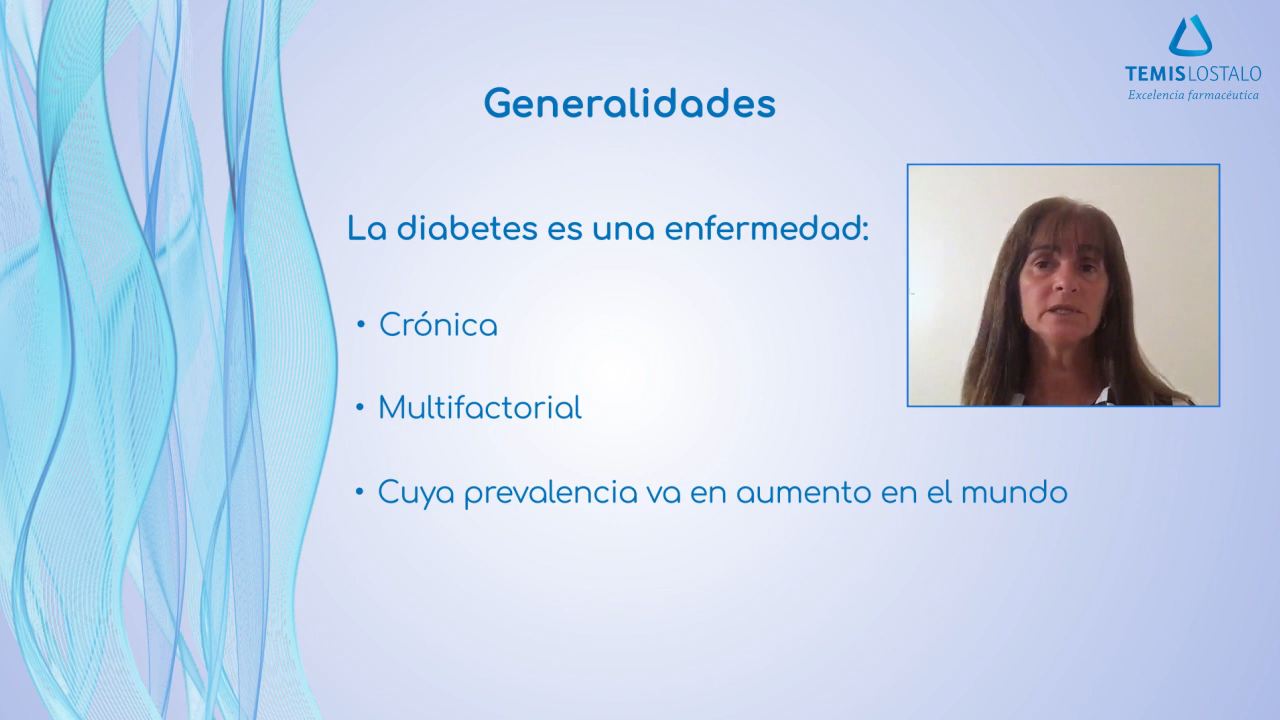 TEMISLOSTALO
Excelencia farmacéutica
Generalidades
La diabetes es una enfermedad:
• Crónica
• Multifactorial
• Cuya prevalencia va en aumento en el mundo